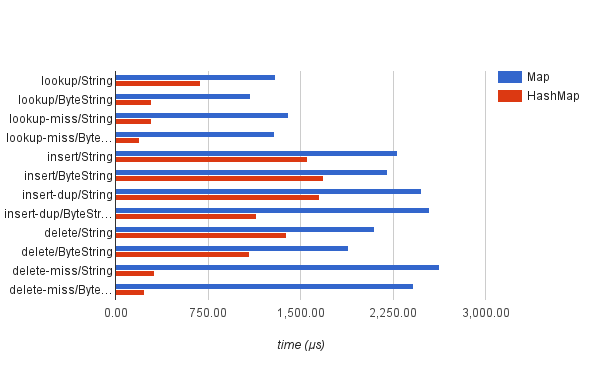 lookup/String
lookup/ByteString
lookup-miss/String
lookup-miss/Byte...
insert/String
insert/ByteString
insert-dup/String
insert-dup/ByteStr...
delete/String
delete/ByteString
delete-miss/String
delete-miss/Byte...
0.00 750.00 1,500.00 2,250.00 3,000.00
time (μs)
Map
HashMap